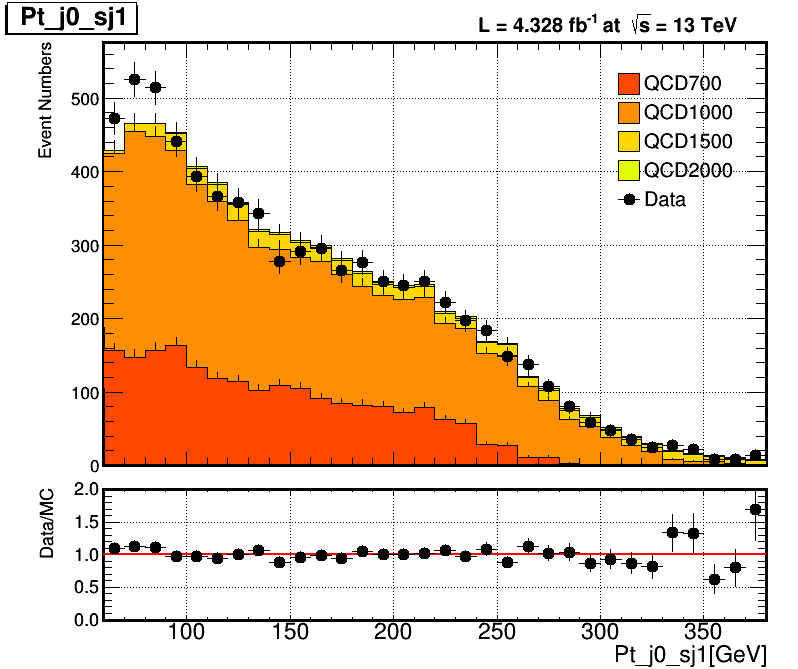 Pt_j0_sj1
L = 4.328 fb⁻¹ at √s = 13 TeV
Event Numbers
500
400
300
200
100
0
QCD700
QCD1000
QCD1500
QCD2000
Data
Data/MC
2.0
1.5
1.0
0.5
0.0
100 150 200 250 300 350
Pt_j0_sj1[GeV]